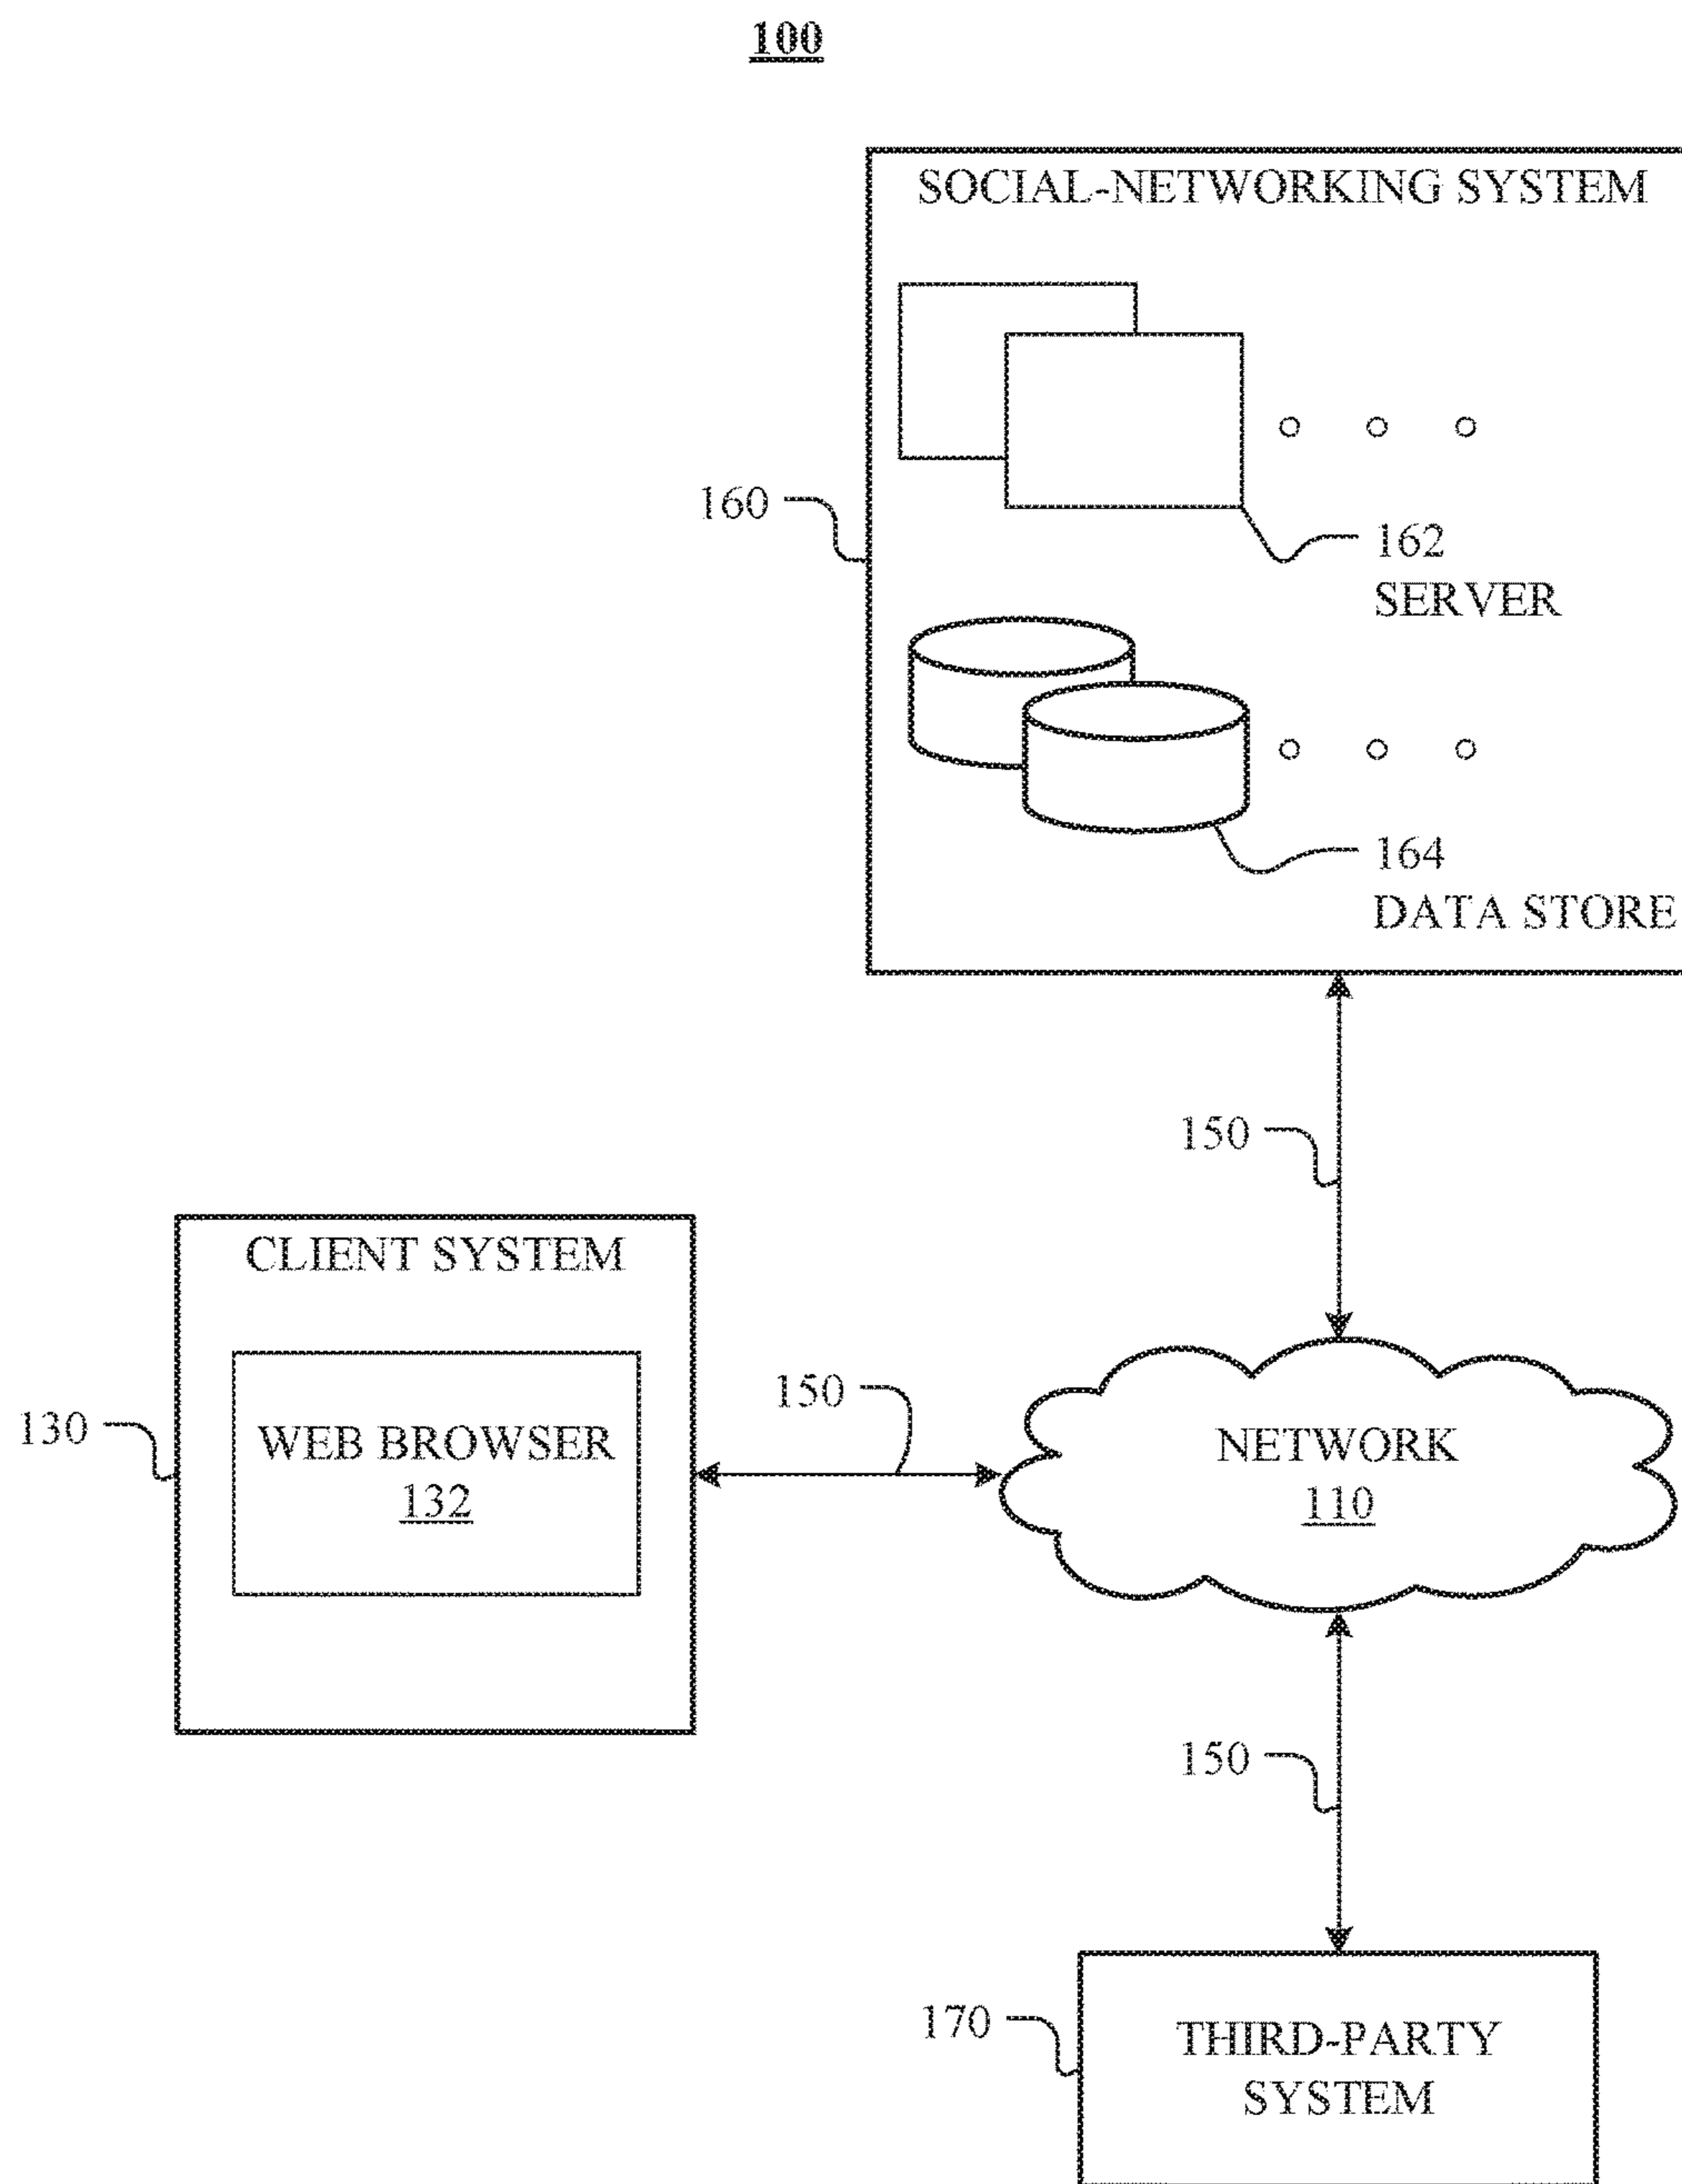 100
SOCIAL-NETWORKING SYSTEM
160
162
SERVER
164
DATA STORE
150
CLIENT SYSTEM
130
WEB BROWSER
132
150
NETWORK
110
150
170
THIRD-PARTY
SYSTEM